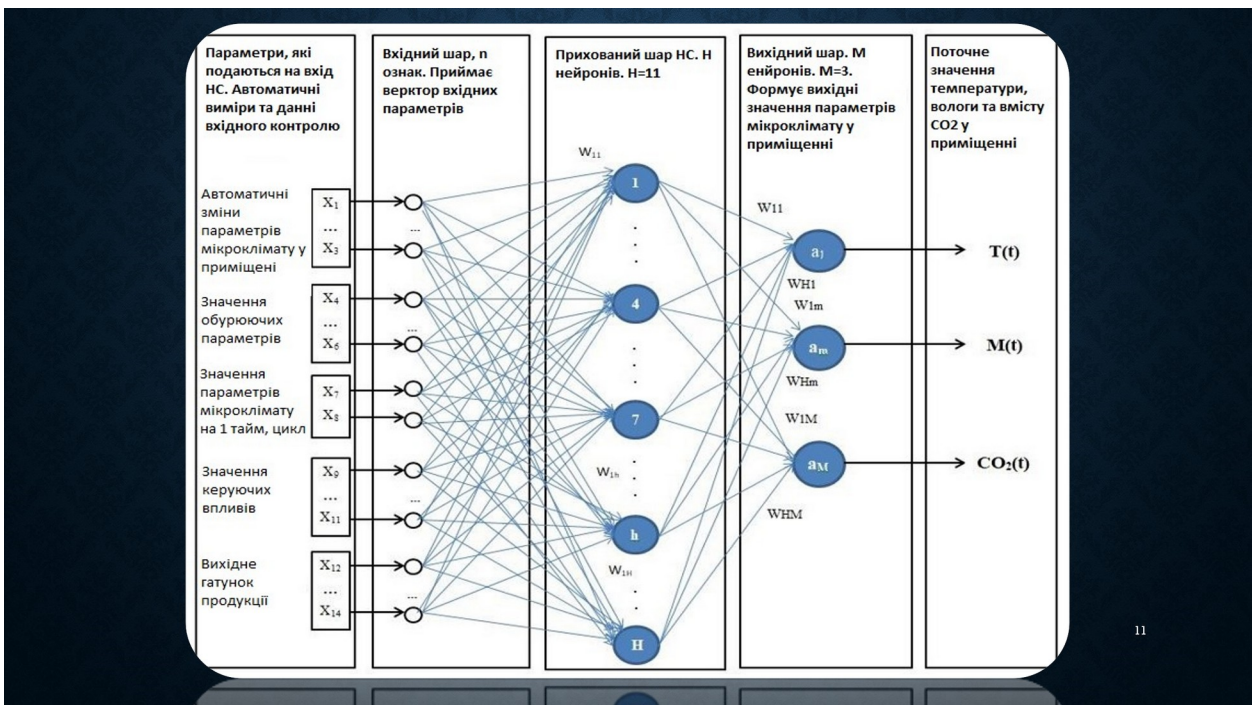 Параметри, які
подаються на вхід
НС. Автоматичні
виміри та данні
вхідного контролю
Вхідний шар, n
ознак. Приймає
верктор вхідних
параметрів
Прихований шар НС. Н
нейронів. Н=11
Вихідний шар. М
енйронів. М=3.
Формує вихідні
значення параметрів
мікроклімату у
приміщенні
Поточне
значення
температури,
вологи та вмісту
СО2 у
приміщенні
Автоматичні
зміни
параметрів
мікроклімату у
приміщені
X₁
...
X₃
...
Значення
обурюючих
параметрів
X₄
...
X₆
...
Значення
параметрів
мікроклімату
на 1 тайм, цикл
X₇
X₈
Значення
керуючих
впливів
X₉
...
X₁₁
...
Вихідне
гатунок
продукції
X₁₂
...
X₁₄
...
W₁₁
1
4
7
W₁ₕ
h
W₁H
H
W11
a₁
WH1
W1m
aₘ
WHm
W1M
aM
WHM
T(t)
M(t)
CO₂(t)
11